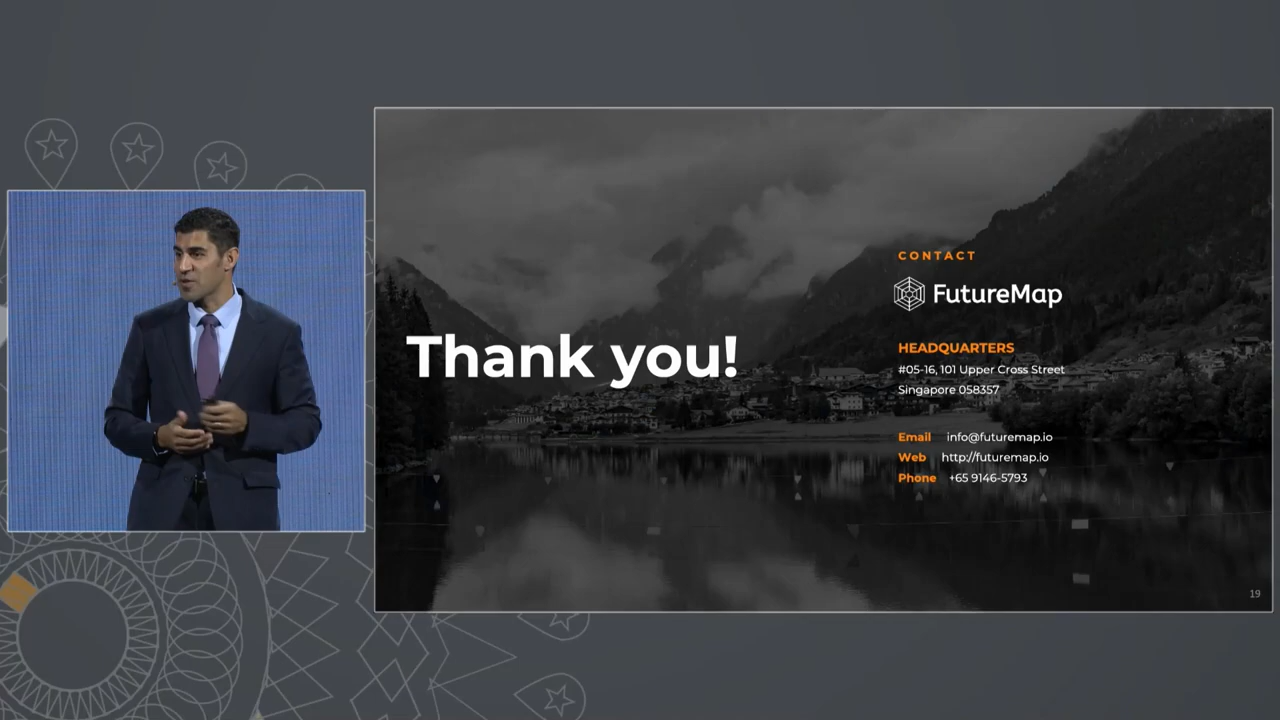 Thank you!
CONTACT
FutureMap
HEADQUARTERS
#05-16, 101 Upper Cross Street
Singapore 058357
Email info@futuremap.io
Web http://futuremap.io
Phone +65 9146-5793
19